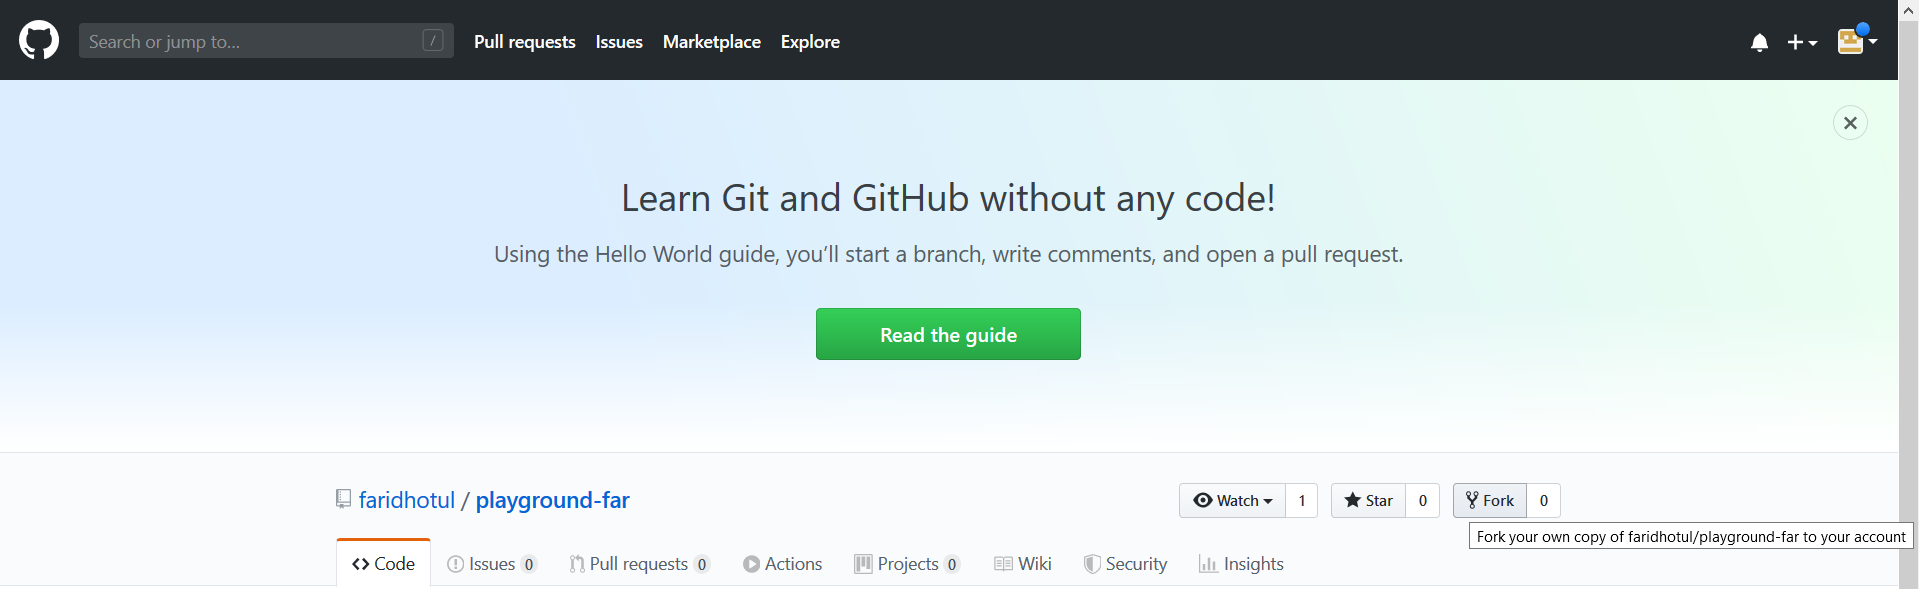 Search or jump to... / Pull requests Issues Marketplace Explore
Learn Git and GitHub without any code!
Using the Hello World guide, you’ll start a branch, write comments, and open a pull request.
Read the guide
faridhotul / playground-far Watch 1 Star 0 Fork 0
Fork your own copy of faridhotul/playground-far to your account
Code Issues 0 Pull requests 0 Actions Projects 0 Wiki Security Insights